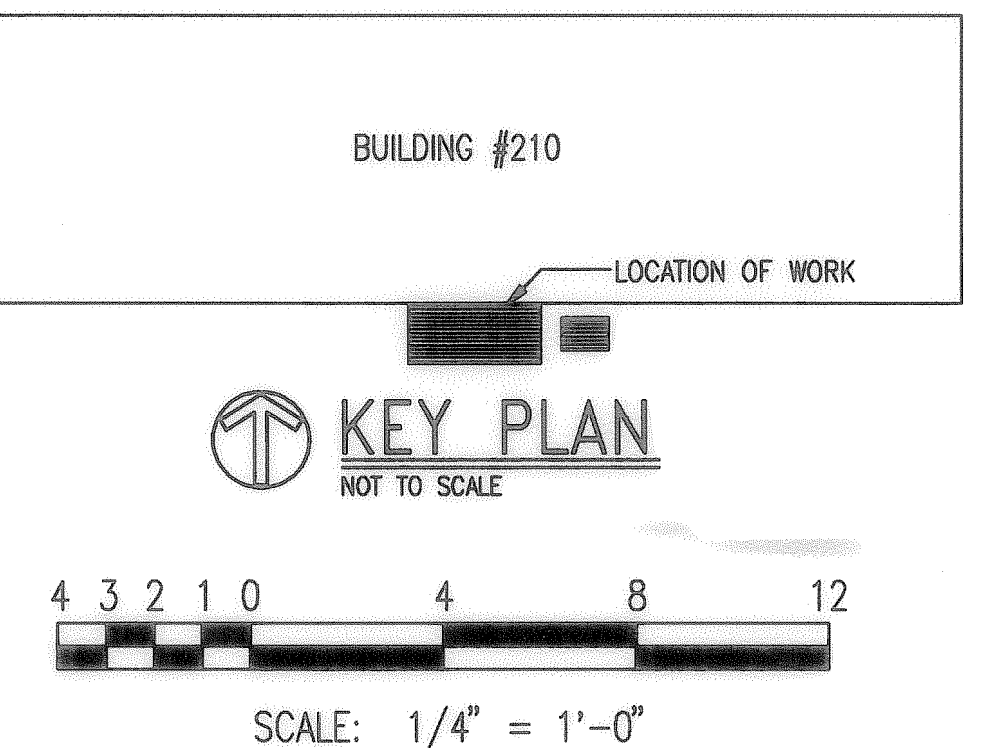 BUILDING #210
LOCATION OF WORK
KEY PLAN
NOT TO SCALE
4 3 2 1 0 4 8 12
SCALE: 1/4" = 1'-0"